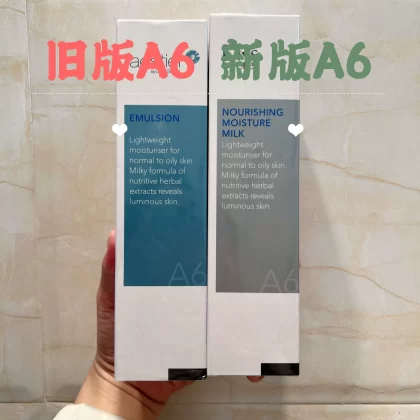 旧版A6
新版A6
EMULSION
Lightweight
moisturiser for
normal to oily skin
Milky formula of
nutritive herbal
extracts reveals
luminous skin.
A6
NOURISHING
MOISTURE
MILK
Lightweight
moisturiser for
normal to oily skin
Milky formula of
nutritive herbal
extracts reveals
luminous skin.
A6